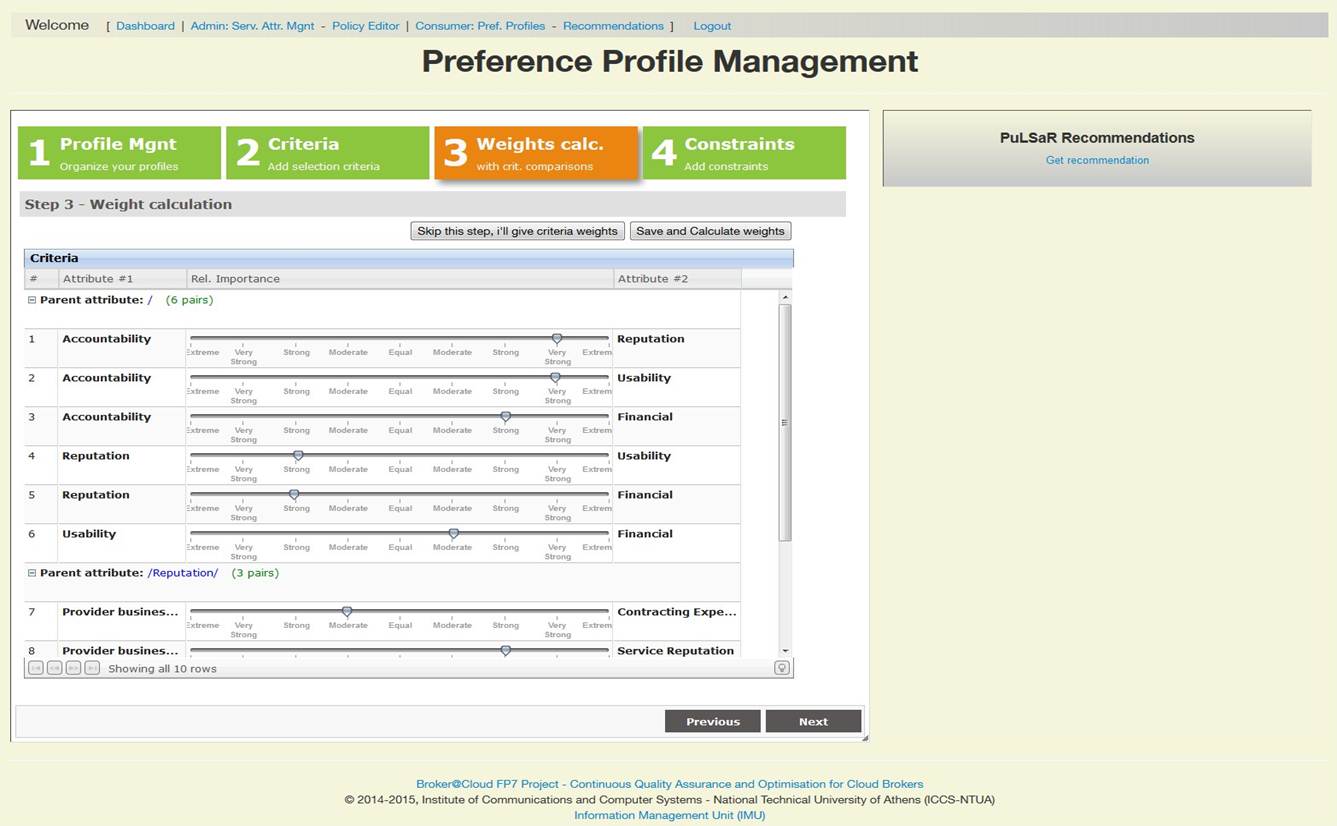 Welcome [ Dashboard | Admin: Serv. Attr. Mgnt - Policy Editor | Consumer: Pref. Profiles - Recommendations ] Logout
Preference Profile Management
1 Profile Mgnt
Organize your profiles
2 Criteria
Add selection criteria
3 Weights calc.
with crit. comparisons
4 Constraints
Add constraints
PuLSaR Recommendations
Get recommendation
Step 3 - Weight calculation
Skip this step, i'll give criteria weights Save and Calculate weights
Criteria
# Attribute #1 Rel. Importance Attribute #2
Parent attribute: / (6 pairs)
1 Accountability Reputation
Extreme Very Strong Strong Moderate Equal Moderate Strong Very Strong Extrem
2 Accountability Usability
Extreme Very Strong Strong Moderate Equal Moderate Strong Very Strong Extrem
3 Accountability Financial
Extreme Very Strong Strong Moderate Equal Moderate Strong Very Strong Extrem
4 Reputation Usability
Extreme Very Strong Strong Moderate Equal Moderate Strong Very Strong Extrem
5 Reputation Financial
Extreme Very Strong Strong Moderate Equal Moderate Strong Very Strong Extrem
6 Usability Financial
Extreme Very Strong Strong Moderate Equal Moderate Strong Very Strong Extrem
Parent attribute: /Reputation/ (3 pairs)
7 Provider busines... Contracting Expe...
Extreme Very Strong Strong Moderate Equal Moderate Strong Very Strong Extrem
8 Provider busines... Service Reputation
Showing all 10 rows
Previous Next
Broker@Cloud FP7 Project - Continuous Quality Assurance and Optimisation for Cloud Brokers
© 2014-2015, Institute of Communications and Computer Systems - National Technical University of Athens (ICCS-NTUA)
Information Management Unit (IMU)